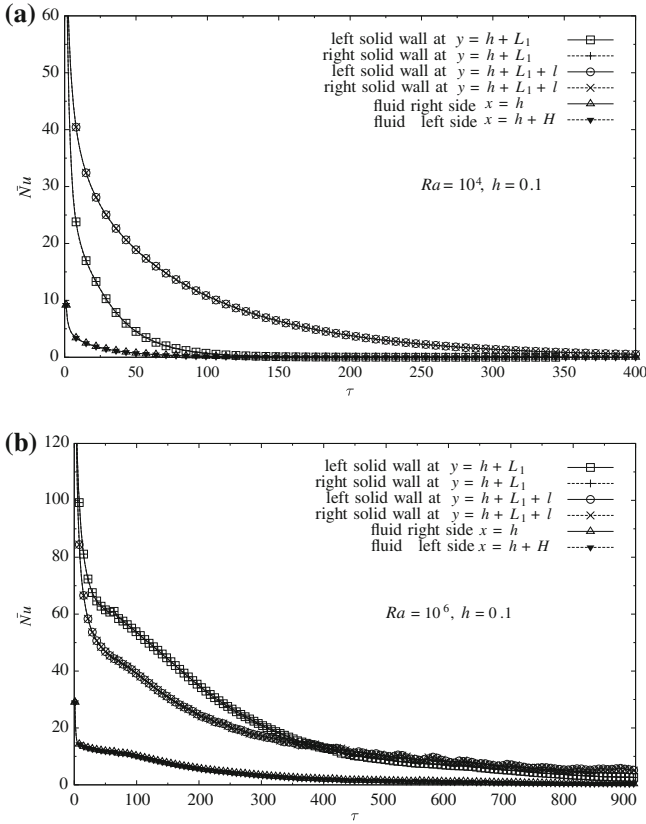 (a)
60
50
40
30
20
10
0
N̄u
left solid wall at y = h + L₁
right solid wall at y = h + L₁
left solid wall at y = h + L₁ + l
right solid wall at y = h + L₁ + l
fluid right side x = h
fluid left side x = h + H
Ra = 10⁴, h = 0.1
0 50 100 150 200 250 300 350 400
τ
(b)
120
100
80
60
40
20
0
N̄u
left solid wall at y = h + L₁
right solid wall at y = h + L₁
left solid wall at y = h + L₁ + l
right solid wall at y = h + L₁ + l
fluid right side x = h
fluid left side x = h + H
Ra = 10⁶, h = 0.1
0 100 200 300 400 500 600 700 800 900
τ